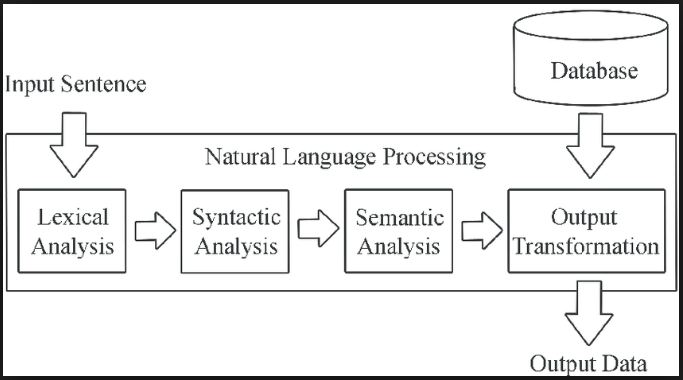 Input Sentence
Database
Natural Language Processing
Lexical
Analysis
Syntactic
Analysis
Semantic
Analysis
Output
Transformation
Output Data